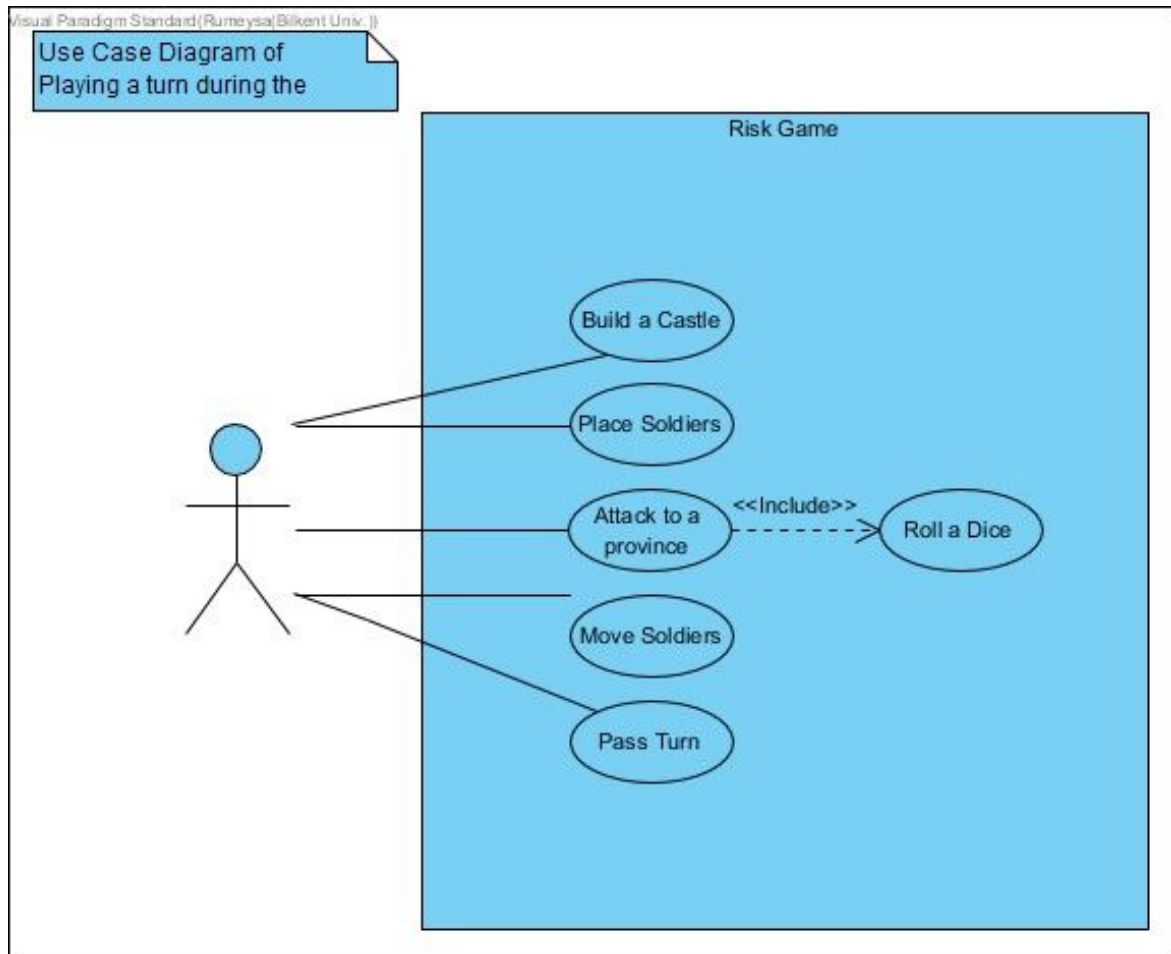 Visual Paradigm Standard(Rumeysa(Bilkent Univ.))
Use Case Diagram of
Playing a turn during the
Risk Game
Build a Castle
Place Soldiers
Attack to a
province
<<Include>>
Roll a Dice
Move Soldiers
Pass Turn